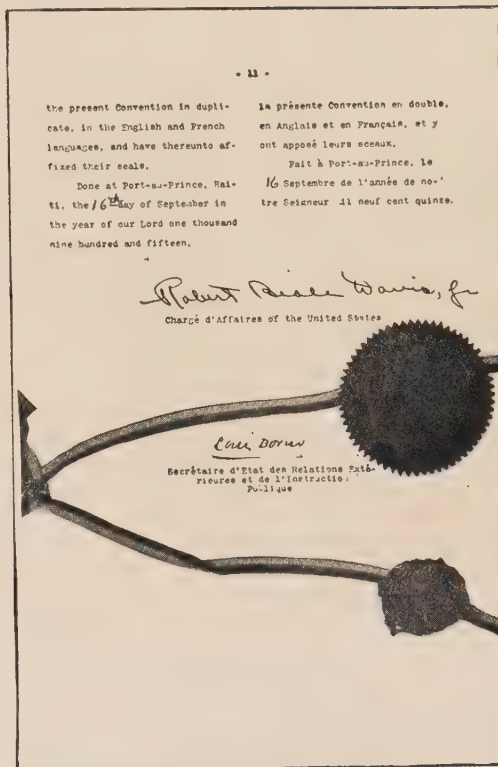 - 11 -
the present Convention in dupli-
cate, in the English and French
languages, and have thereunto af-
fixed their seals.
Done at Port-au-Prince, Hai-
ti, the 16th day of September in
the year of our Lord one thousand
nine hundred and fifteen.
la présente Convention en double,
en Anglais et en Français, et y
ont apposé leurs sceaux.
Fait à Port-au-Prince, le
16 Septembre de l'année de no-
tre Seigneur mil neuf cent quinze.
Robert Beale Davis, Jr
Chargé d'Affaires of the United States
Louis Borno
Secrétaire d'Etat des Relations Exté-
rieures et de l'Instruction
Publique